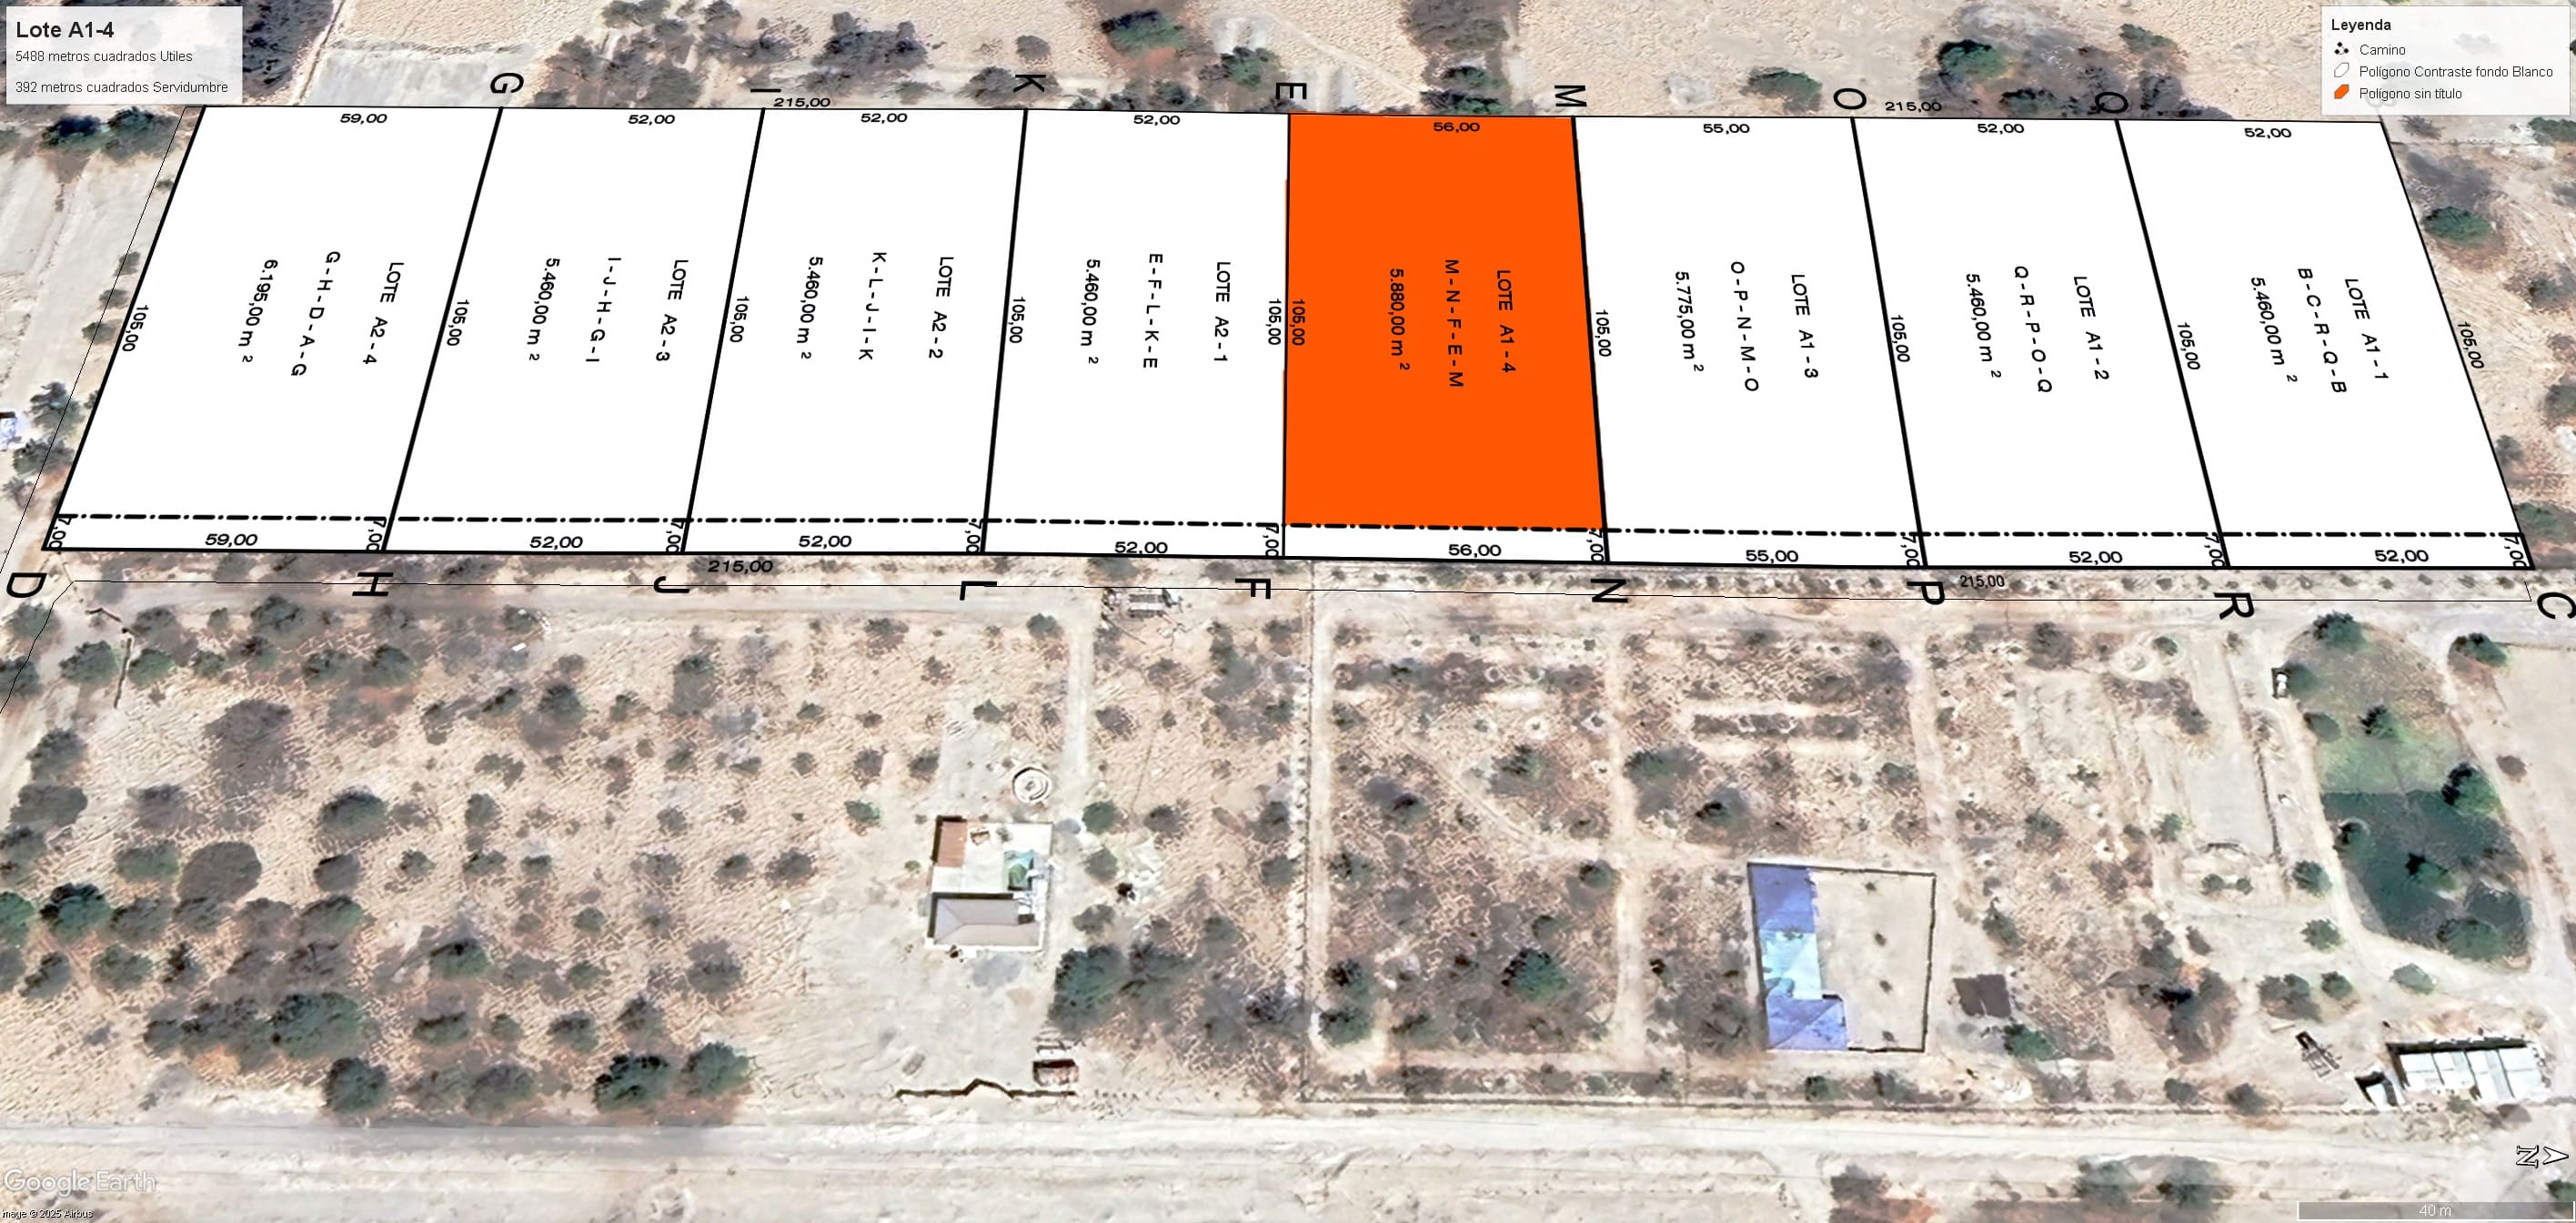 Lote A1-4
5488 metros cuadrados Utiles
392 metros cuadrados Servidumbre
Leyenda
Camino
Polígono Contraste fondo Blanco
Polígono sin título
G
I
K
E
M
O
Q
215,00
215,00
59,00
52,00
52,00
52,00
56,00
55,00
52,00
52,00
105,00
LOTE A2 - 4
G - H - D - A - G
6.195,00 m 2
105,00
LOTE A2 - 3
I - J - H - G - I
5.460,00 m 2
105,00
LOTE A2 - 2
K - L - J - I - K
5.460,00 m 2
105,00
LOTE A2 - 1
E - F - L - K - E
5.460,00 m 2
105,00
105,00
LOTE A1 - 4
M - N - F - E - M
5.880,00 m 2
105,00
LOTE A1 - 3
O - P - N - M - O
5.775,00 m 2
105,00
LOTE A1 - 2
Q - R - P - O - Q
5.460,00 m 2
105,00
LOTE A1 - 1
B - C - R - Q - B
5.460,00 m 2
105,00
7,00
7,00
7,00
7,00
7,00
7,00
7,00
7,00
7,00
59,00
52,00
52,00
52,00
56,00
55,00
52,00
52,00
215,00
215,00
D
H
J
L
F
N
P
R
C
N
Google Earth
Image © 2025 Airbus
40 m